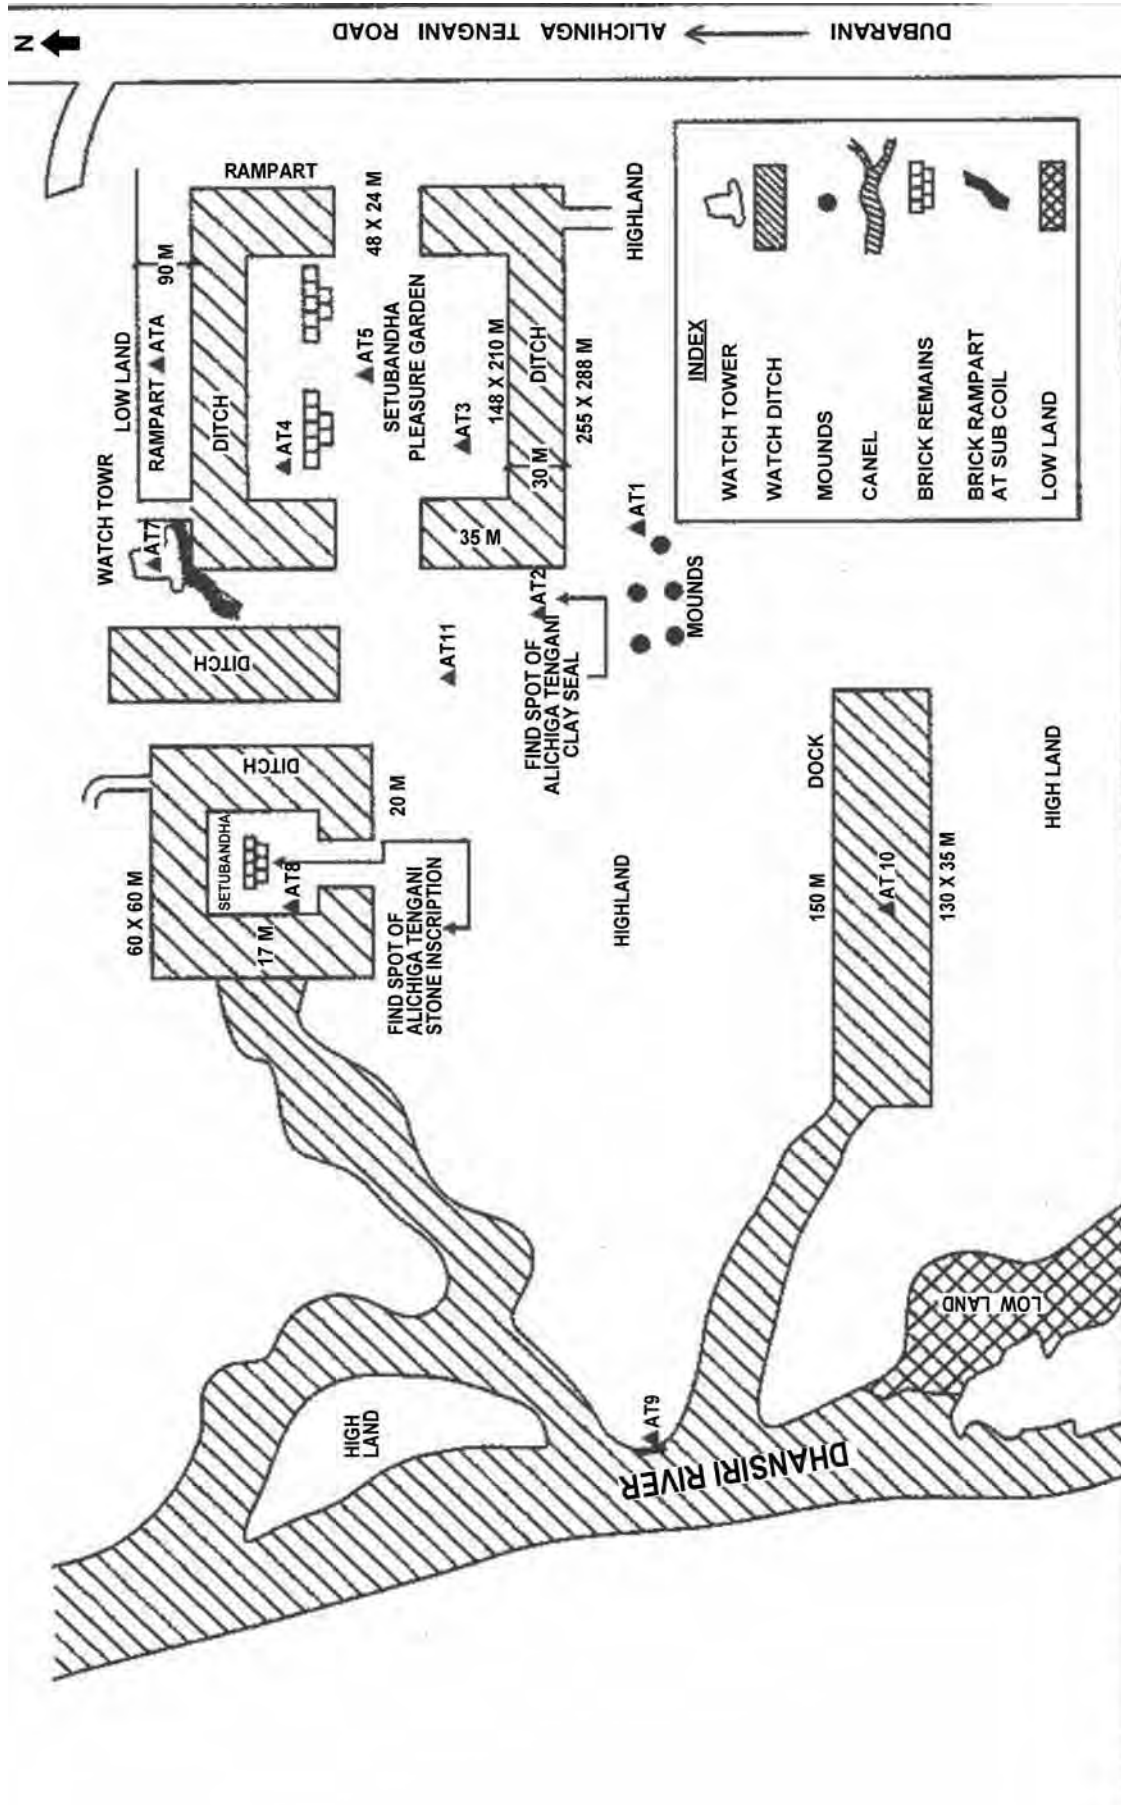 N
DUBARANI
ALICHINGA TENGANI ROAD
RAMPART
LOW LAND
RAMPART
ATA
90 M
WATCH TOWR
AT7
DITCH
AT4
48 X 24 M
AT5
SETUBANDHA
PLEASURE GARDEN
AT3
148 X 210 M
DITCH
30 M
35 M
255 X 288 M
HIGHLAND
DITCH
AT11
AT2
FIND SPOT OF
ALICHIGA TENGANI
CLAY SEAL
AT1
MOUNDS
60 X 60 M
DITCH
SETUBANDHA
AT8
17 M
20 M
FIND SPOT OF
ALICHIGA TENGANI
STONE INSCRIPTION
HIGHLAND
150 M
DOCK
AT 10
130 X 35 M
HIGH LAND
HIGH
LAND
AT9
DHANSIRI RIVER
LOW LAND
INDEX
WATCH TOWER
WATCH DITCH
MOUNDS
CANEL
BRICK REMAINS
BRICK RAMPART
AT SUB COIL
LOW LAND